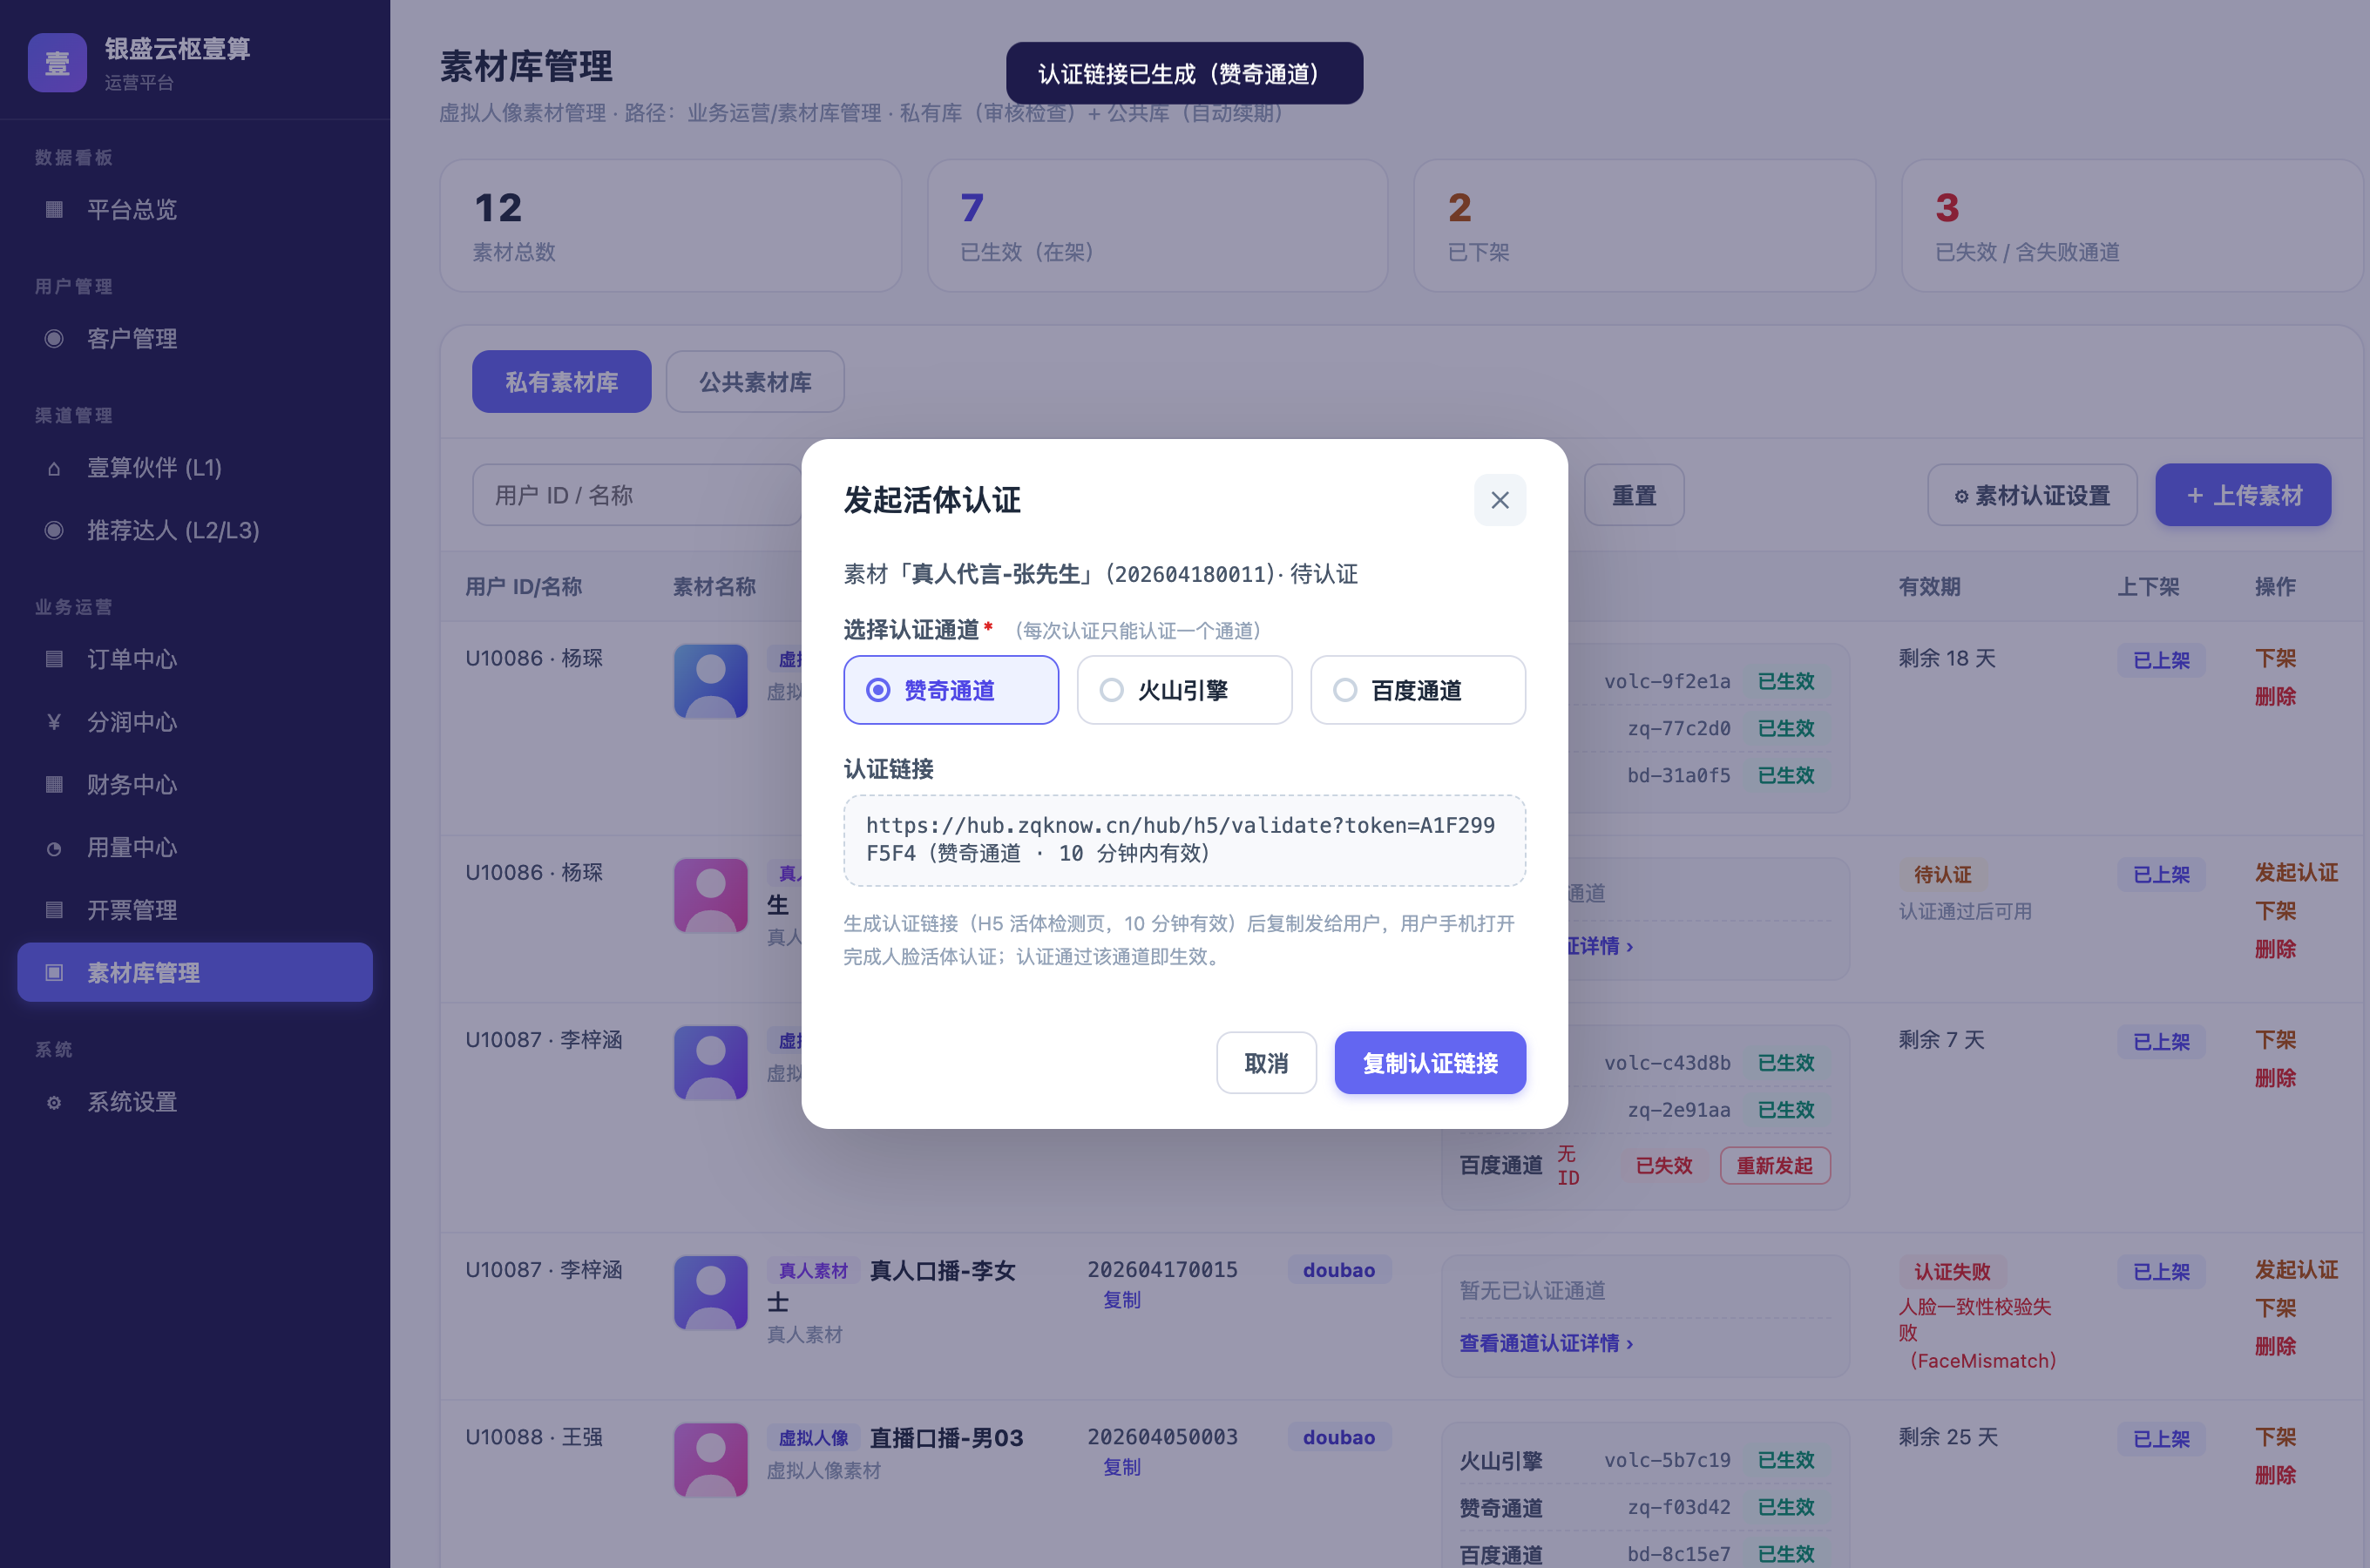 壹
银盛云枢壹算
运营平台
数据看板
平台总览
用户管理
客户管理
渠道管理
壹算伙伴 (L1)
推荐达人 (L2/L3)
业务运营
订单中心
¥ 分润中心
财务中心
用量中心
开票管理
素材库管理
系统
系统设置
素材库管理
认证链接已生成（赞奇通道）
虚拟人像素材管理 · 路径：业务运营/素材库管理 · 私有库（审核检查）+ 公共库（自动续期）
12
素材总数
7
已生效（在架）
2
已下架
3
已失效 / 含失败通道
私有素材库
公共素材库
用户 ID / 名称
重置
素材认证设置
+ 上传素材
用户 ID/名称
素材名称
有效期
上下架
操作
U10086 · 杨琛
volc-9f2e1a 已生效
zq-77c2d0 已生效
bd-31a0f5 已生效
剩余 18 天
已上架
下架
删除
U10086 · 杨琛
生
真人
通道
证详情 ›
待认证
认证通过后可用
已上架
发起认证
下架
删除
U10087 · 李梓涵
volc-c43d8b 已生效
zq-2e91aa 已生效
百度通道 无 ID 已失效 重新发起
剩余 7 天
已上架
下架
删除
U10087 · 李梓涵
真人素材 真人口播-李女
士
真人素材
202604170015
复制
doubao
暂无已认证通道
查看通道认证详情 ›
认证失败
人脸一致性校验失
败
（FaceMismatch）
已上架
发起认证
下架
删除
U10088 · 王强
虚拟人像 直播口播-男03
虚拟人像素材
202604050003
复制
doubao
火山引擎 volc-5b7c19 已生效
赞奇通道 zq-f03d42 已生效
百度通道 bd-8c15e7 已生效
剩余 25 天
已上架
下架
删除
发起活体认证
素材「真人代言-张先生」（202604180011）· 待认证
选择认证通道 * （每次认证只能认证一个通道）
赞奇通道
火山引擎
百度通道
认证链接
https://hub.zqknow.cn/hub/h5/validate?token=A1F299
F5F4（赞奇通道 · 10 分钟内有效）
生成认证链接（H5 活体检测页，10 分钟有效）后复制发给用户，用户手机打开
完成人脸活体认证；认证通过该通道即生效。
取消
复制认证链接